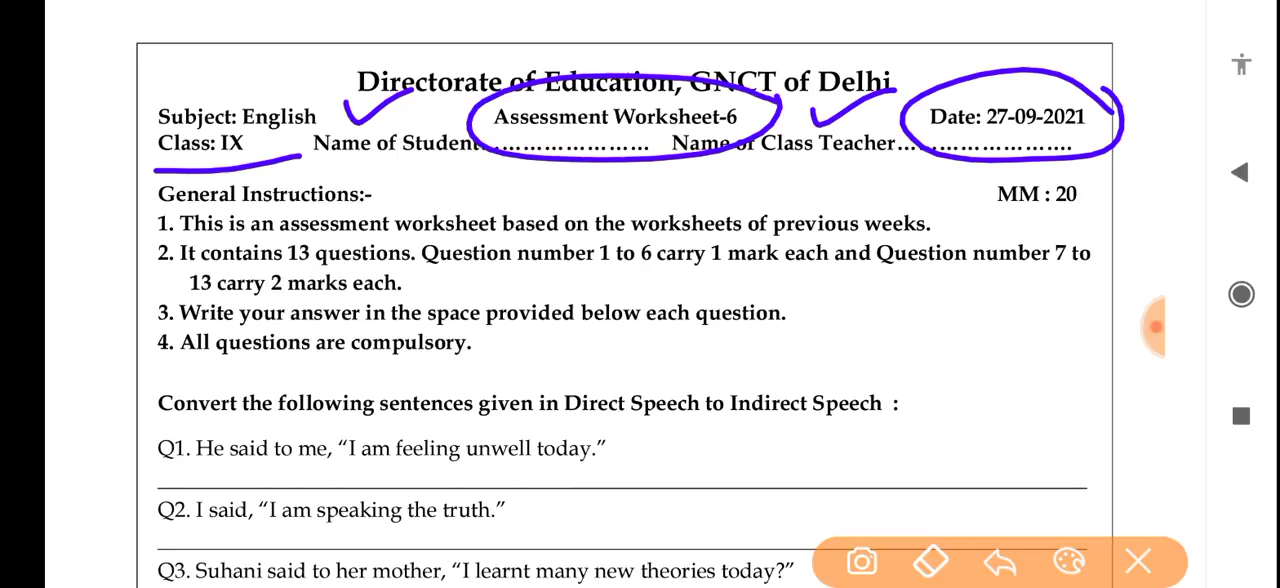 Directorate of Education, GNCT of Delhi
Subject: English Assessment Worksheet-6 Date: 27-09-2021
Class: IX Name of Student……………………… Name of Class Teacher……………………
General Instructions:- MM : 20
1. This is an assessment worksheet based on the worksheets of previous weeks.
2. It contains 13 questions. Question number 1 to 6 carry 1 mark each and Question number 7 to
13 carry 2 marks each.
3. Write your answer in the space provided below each question.
4. All questions are compulsory.
Convert the following sentences given in Direct Speech to Indirect Speech :
Q1. He said to me, “I am feeling unwell today.”
Q2. I said, “I am speaking the truth.”
Q3. Suhani said to her mother, “I learnt many new theories today?”